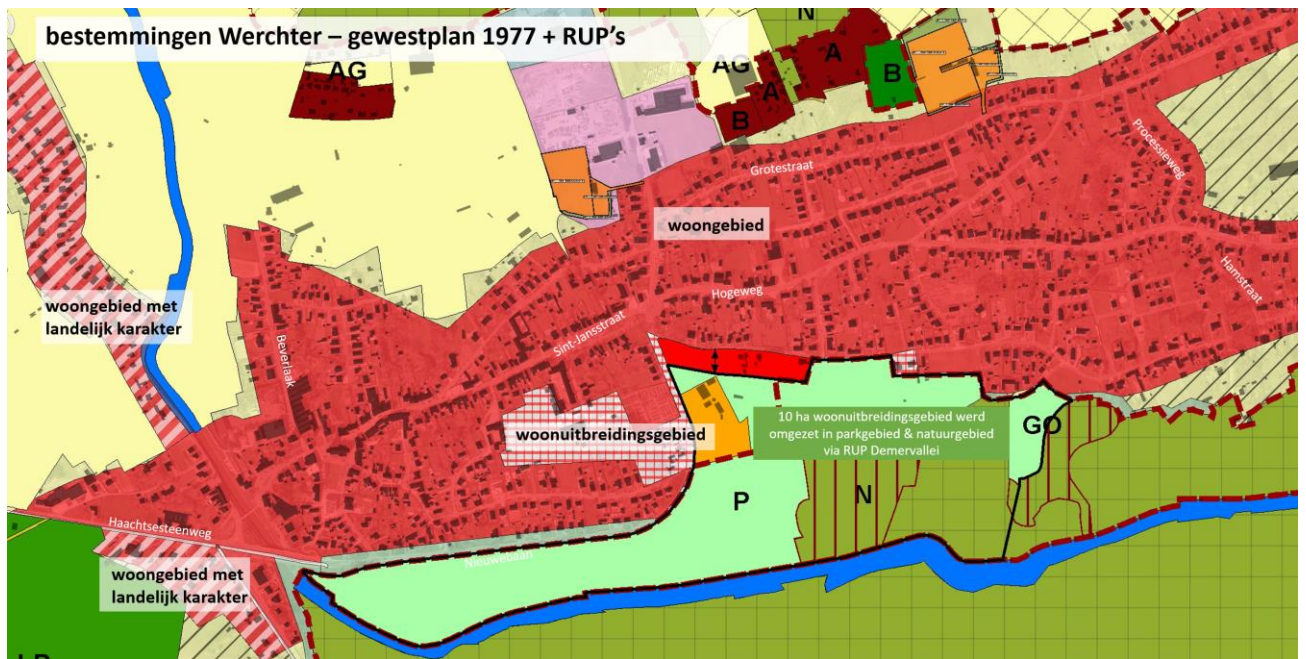 bestemmingen Werchter – gewestplan 1977 + RUP's
N
AG
AG
A
A
B
B
Grotestraat
Processieweg
woongebied
woongebied met
landelijk karakter
Hogeweg
Hamstraat
Beverlaak
Sint-Jansstraat
woonuitbreidingsgebied
10 ha woonuitbreidingsgebied werd
omgezet in parkgebied & natuurgebied
via RUP Demervallei
GO
P
N
Haachtsesteenweg
Nieuwebaan
woongebied met
landelijk karakter